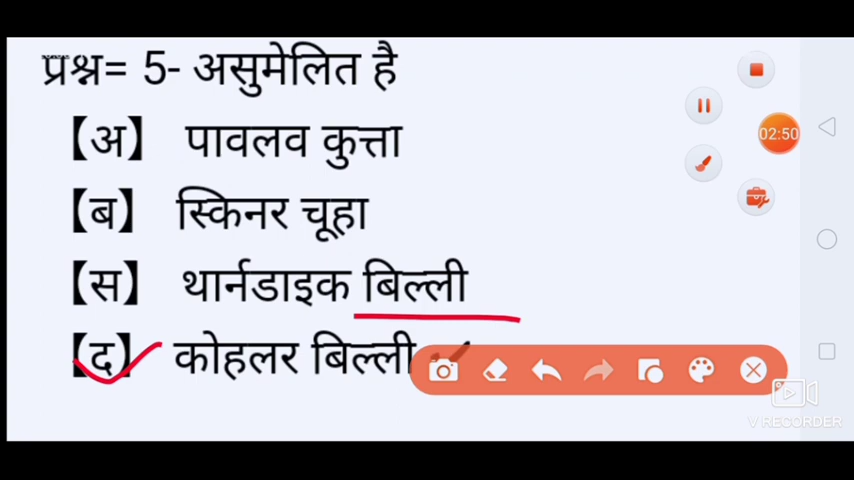 प्रश्न= 5- असुमेलित है
【अ】 पावलव कुत्ता
【ब】 स्किनर चूहा
【स】 थार्नडाइक बिल्ली
【द】 कोहलर बिल्ली ✓
02:50
V RECORDER